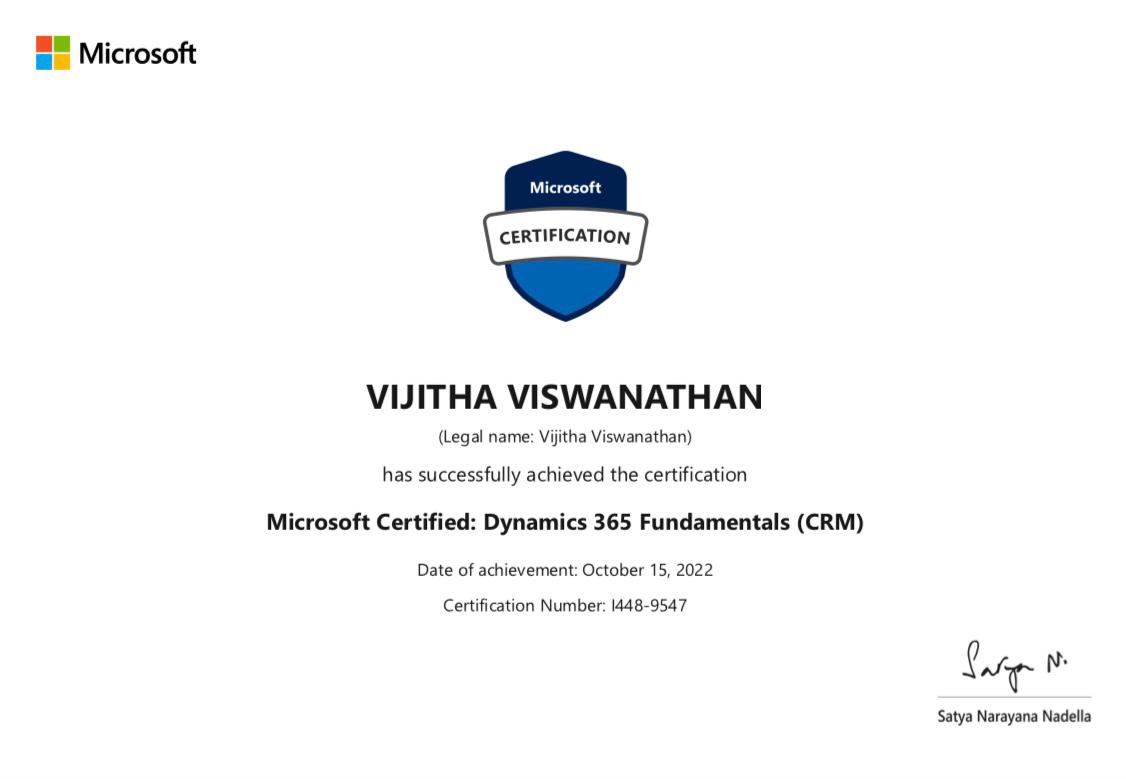 Microsoft
Microsoft
CERTIFICATION
VIJITHA VISWANATHAN
(Legal name: Vijitha Viswanathan)
has successfully achieved the certification
Microsoft Certified: Dynamics 365 Fundamentals (CRM)
Date of achievement: October 15, 2022
Certification Number: I448-9547
Satya N.
Satya Narayana Nadella